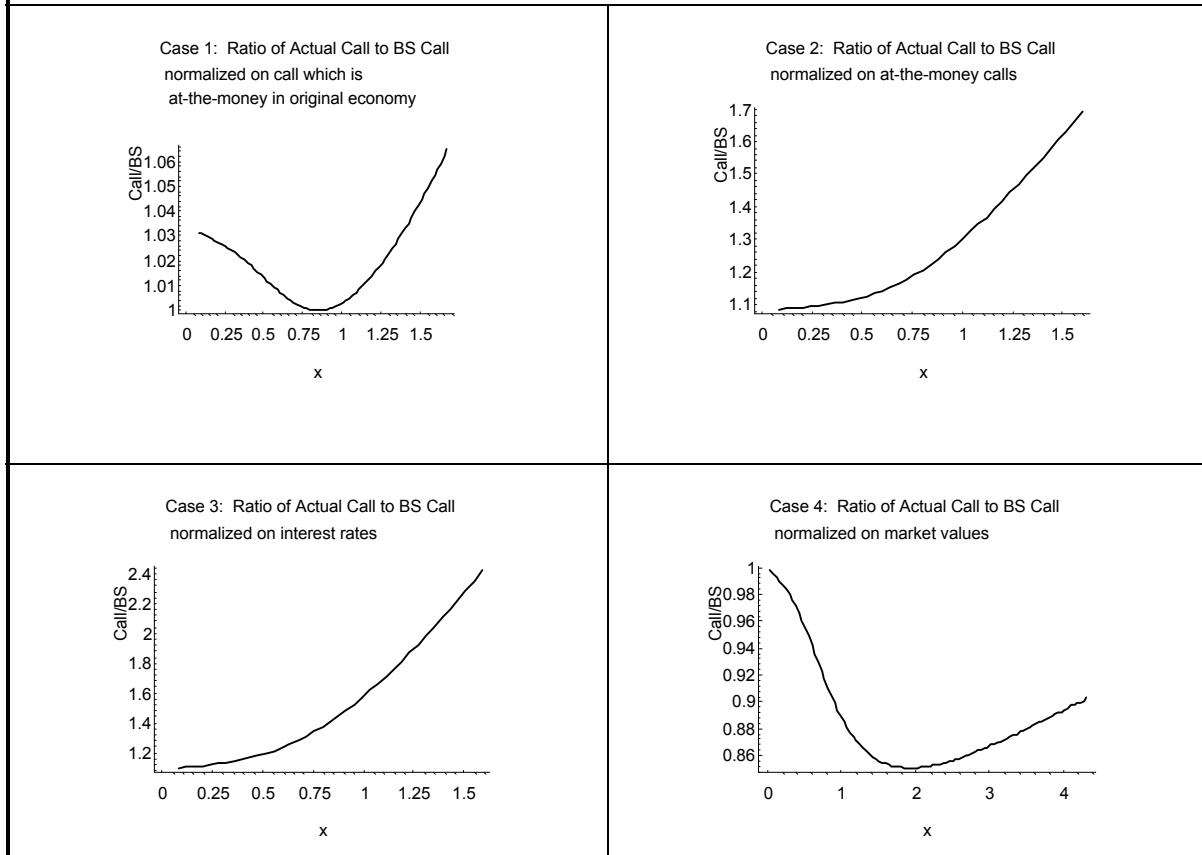 Case 1: Ratio of Actual Call to BS Call
normalized on call which is
at-the-money in original economy
Call/BS
1.06
1.05
1.04
1.03
1.02
1.01
1
0 0.25 0.5 0.75 1 1.25 1.5
x
Case 2: Ratio of Actual Call to BS Call
normalized on at-the-money calls
Call/BS
1.7
1.6
1.5
1.4
1.3
1.2
1.1
0 0.25 0.5 0.75 1 1.25 1.5
x
Case 3: Ratio of Actual Call to BS Call
normalized on interest rates
Call/BS
2.4
2.2
2
1.8
1.6
1.4
1.2
0 0.25 0.5 0.75 1 1.25 1.5
x
Case 4: Ratio of Actual Call to BS Call
normalized on market values
Call/BS
1
0.98
0.96
0.94
0.92
0.9
0.88
0.86
0 1 2 3 4
x